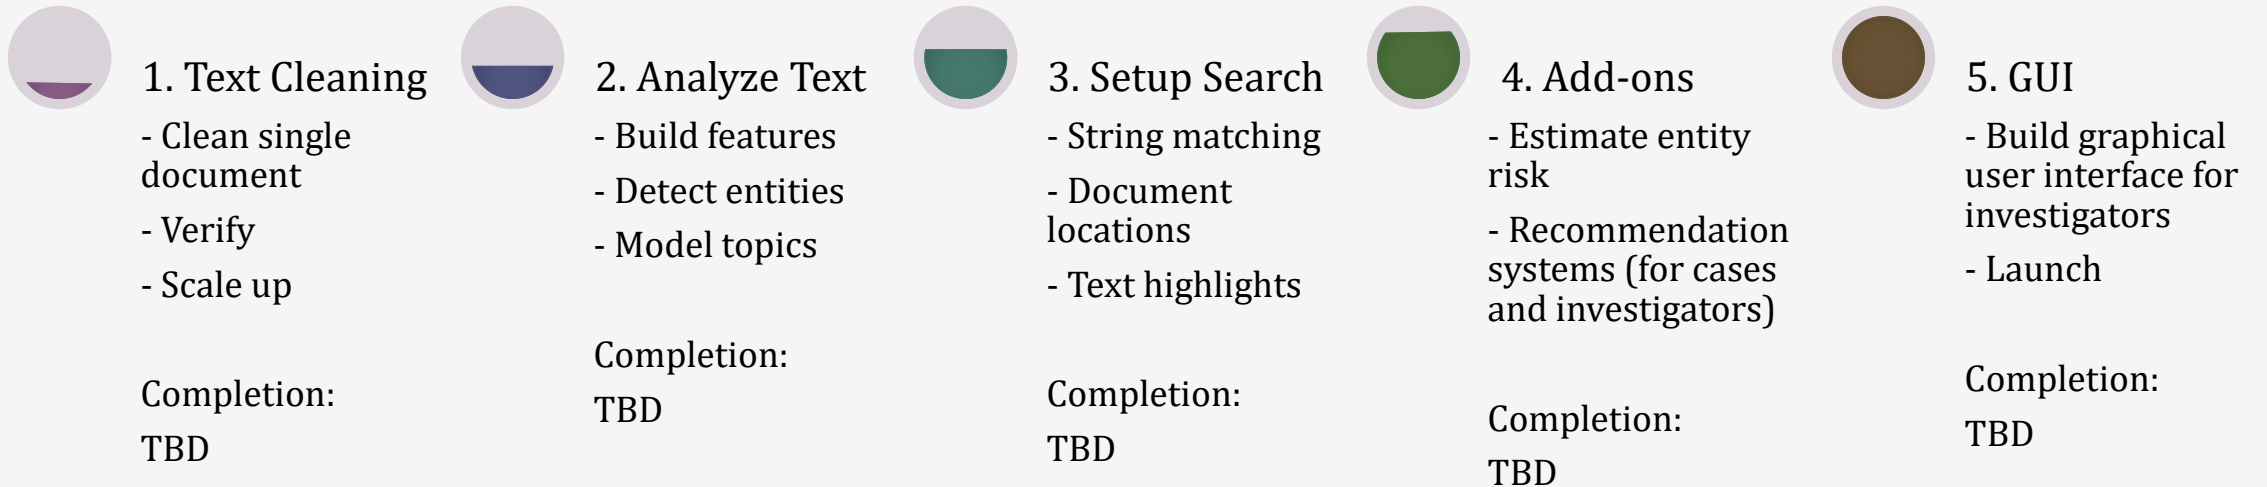 1. Text Cleaning
- Clean single
document
- Verify
- Scale up
Completion:
TBD
2. Analyze Text
- Build features
- Detect entities
- Model topics
Completion:
TBD
3. Setup Search
- String matching
- Document
locations
- Text highlights
Completion:
TBD
4. Add-ons
- Estimate entity
risk
- Recommendation
systems (for cases
and investigators)
Completion:
TBD
5. GUI
- Build graphical
user interface for
investigators
- Launch
Completion:
TBD